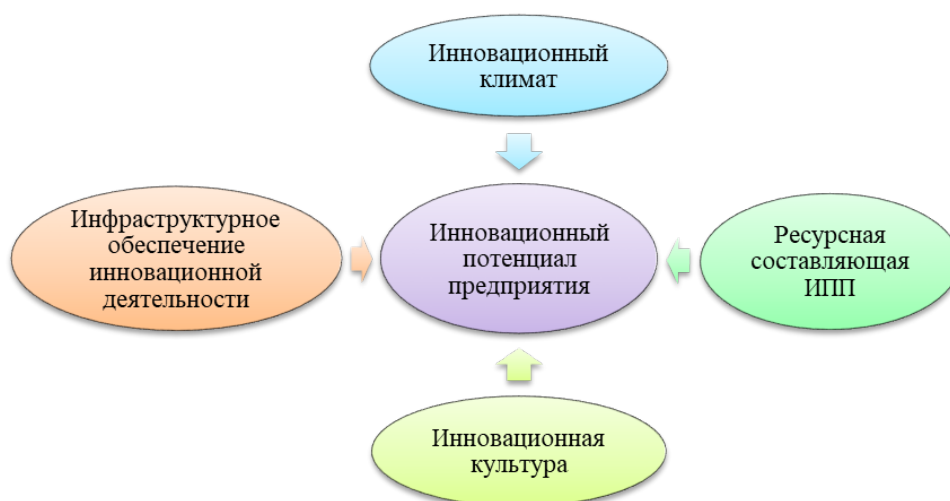 Инновационный
климат
Инфраструктурное
обеспечение
инновационной
деятельности
Инновационный
потенциал
предприятия
Ресурсная
составляющая
ИПП
Инновационная
культура